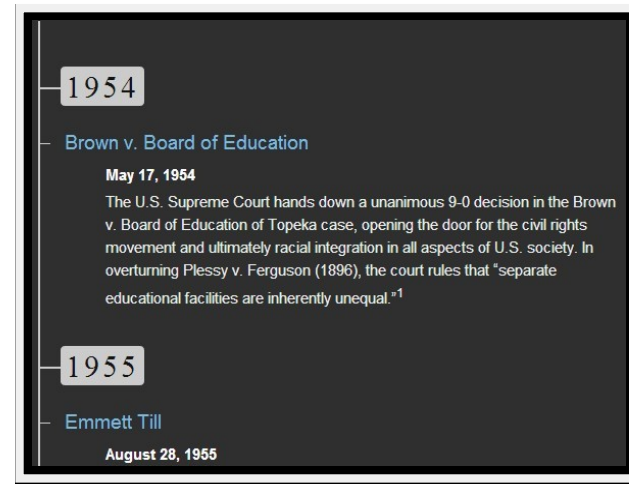 1954
Brown v. Board of Education
May 17, 1954
The U.S. Supreme Court hands down a unanimous 9-0 decision in the Brown
v. Board of Education of Topeka case, opening the door for the civil rights
movement and ultimately racial integration in all aspects of U.S. society. In
overturning Plessy v. Ferguson (1896), the court rules that “separate
educational facilities are inherently unequal.”1
1955
Emmett Till
August 28, 1955